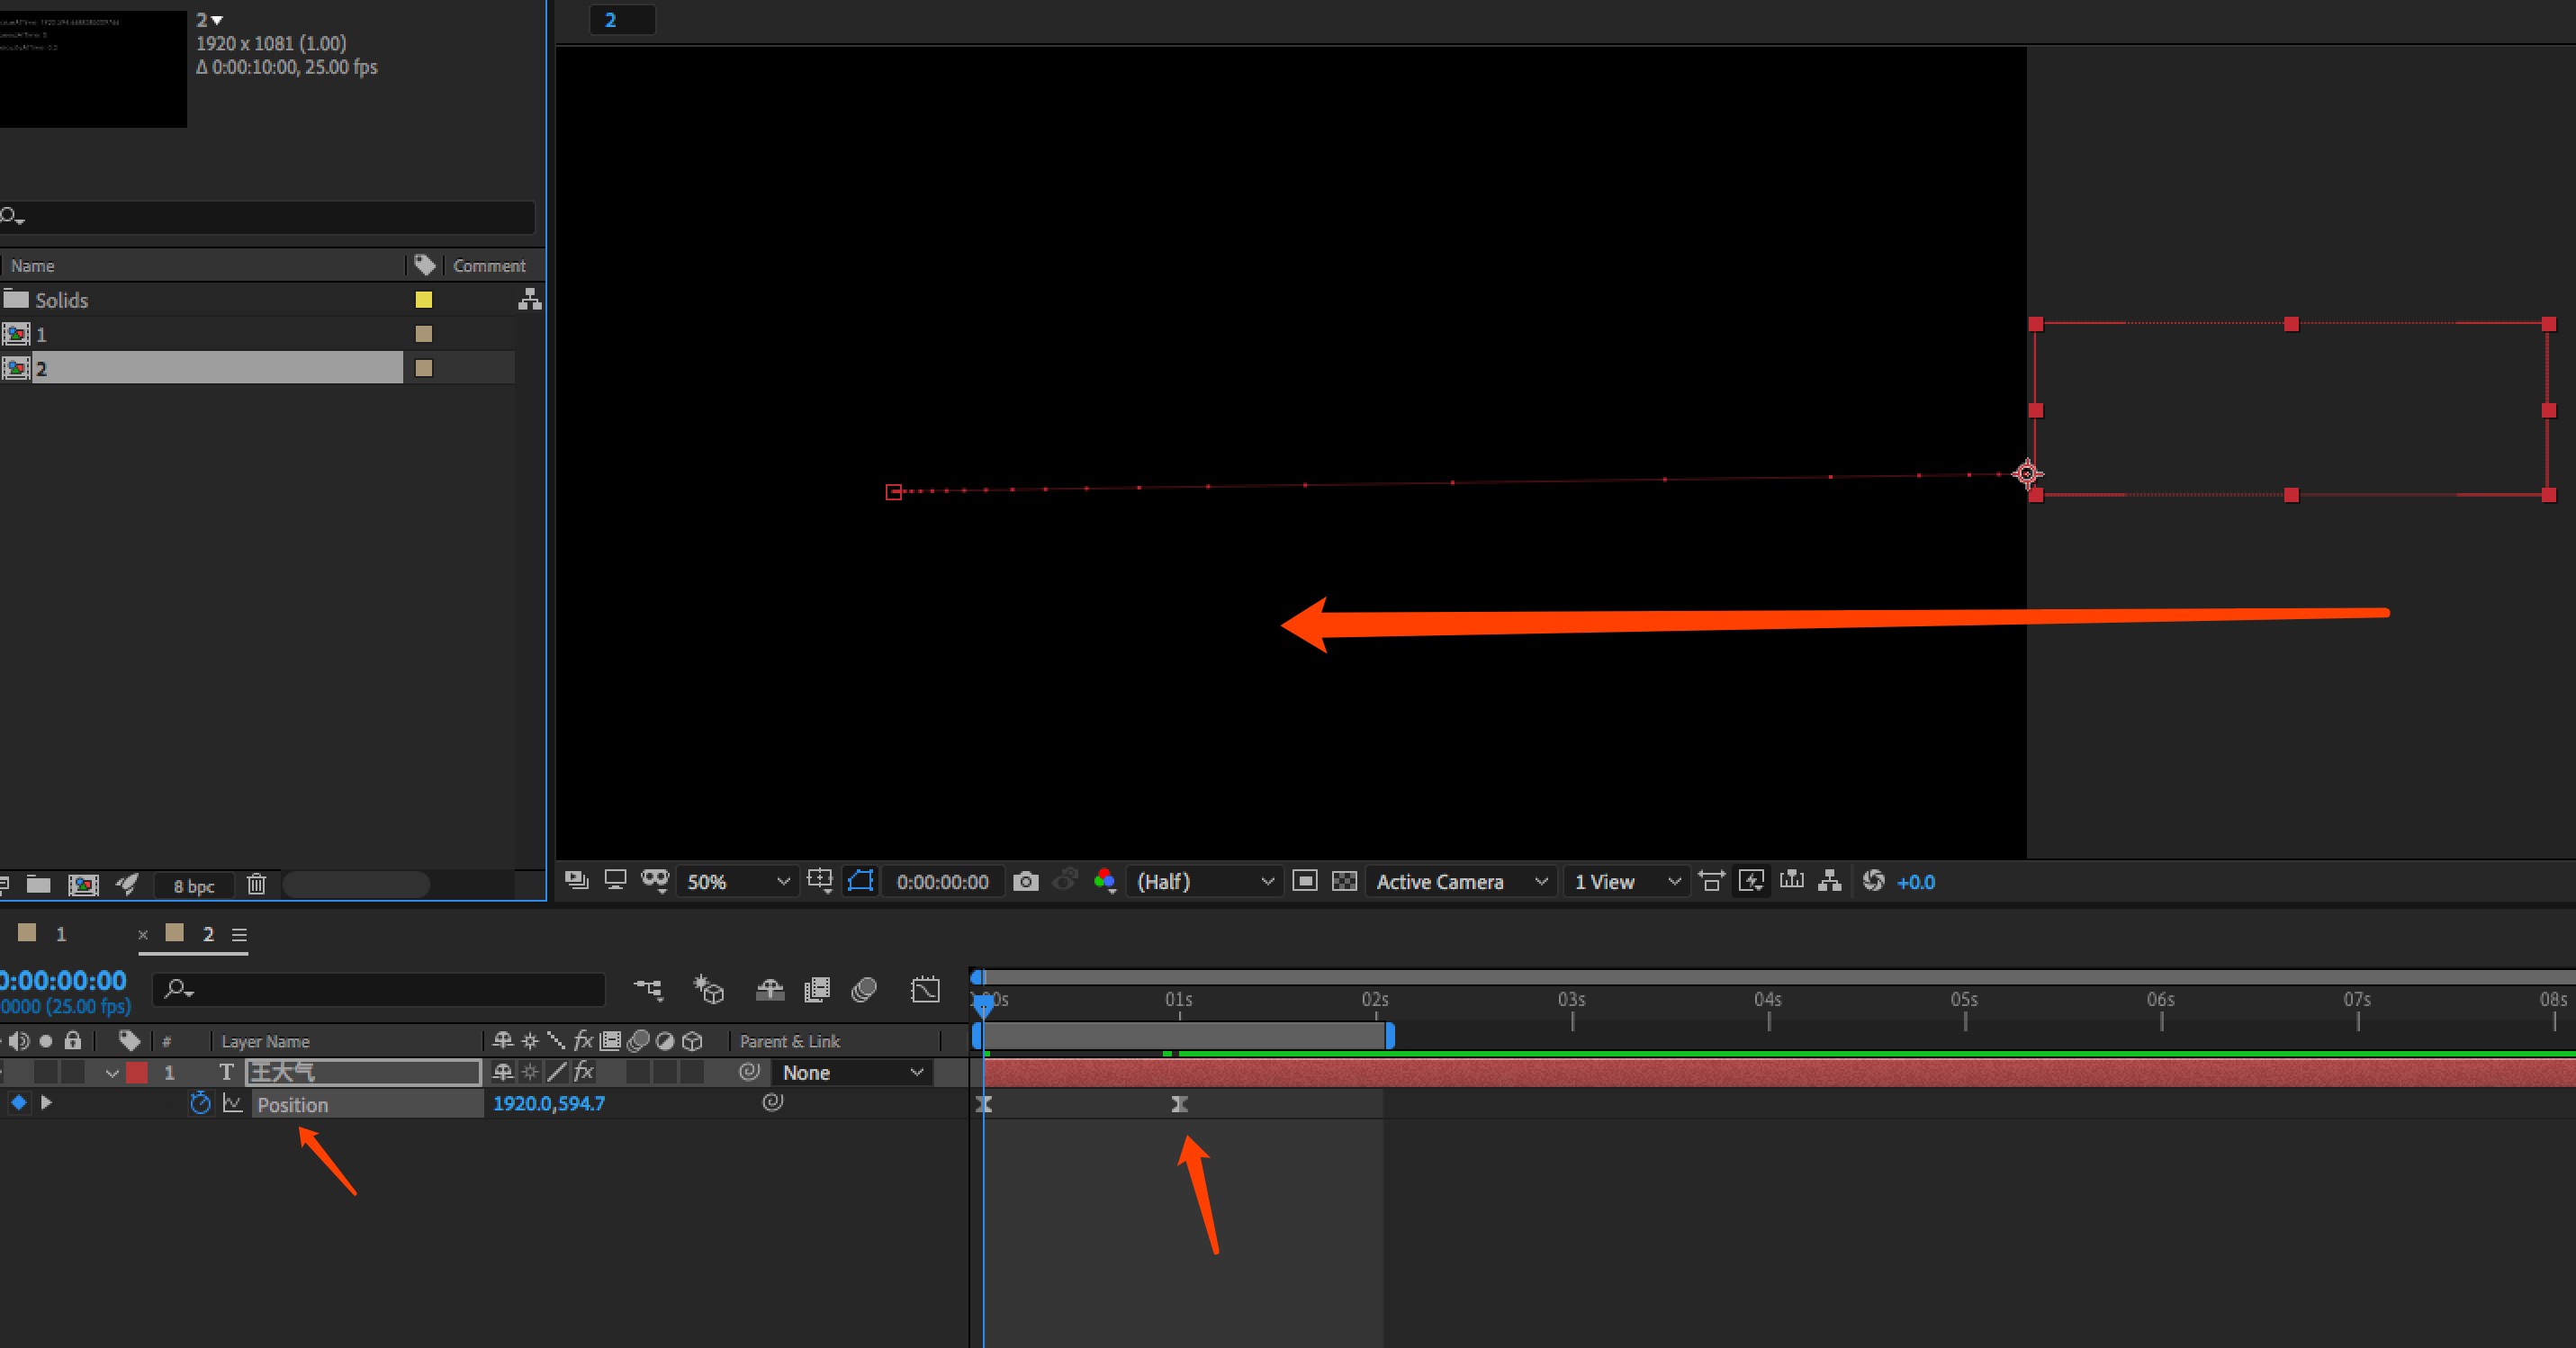 2
1920 x 1081 (1.00)
Δ 0:00:10:00, 25.00 fps
2
Name Comment
Solids
1
2
8 bpc
50% 0:00:00:00 (Half) Active Camera 1 View +0.0
1 2
0:00:00:00
0000 (25.00 fps)
01s 02s 03s 04s 05s 06s 07s 08s
# Layer Name fx Parent & Link
1 T 王大气 fx None
Position 1920.0,594.7